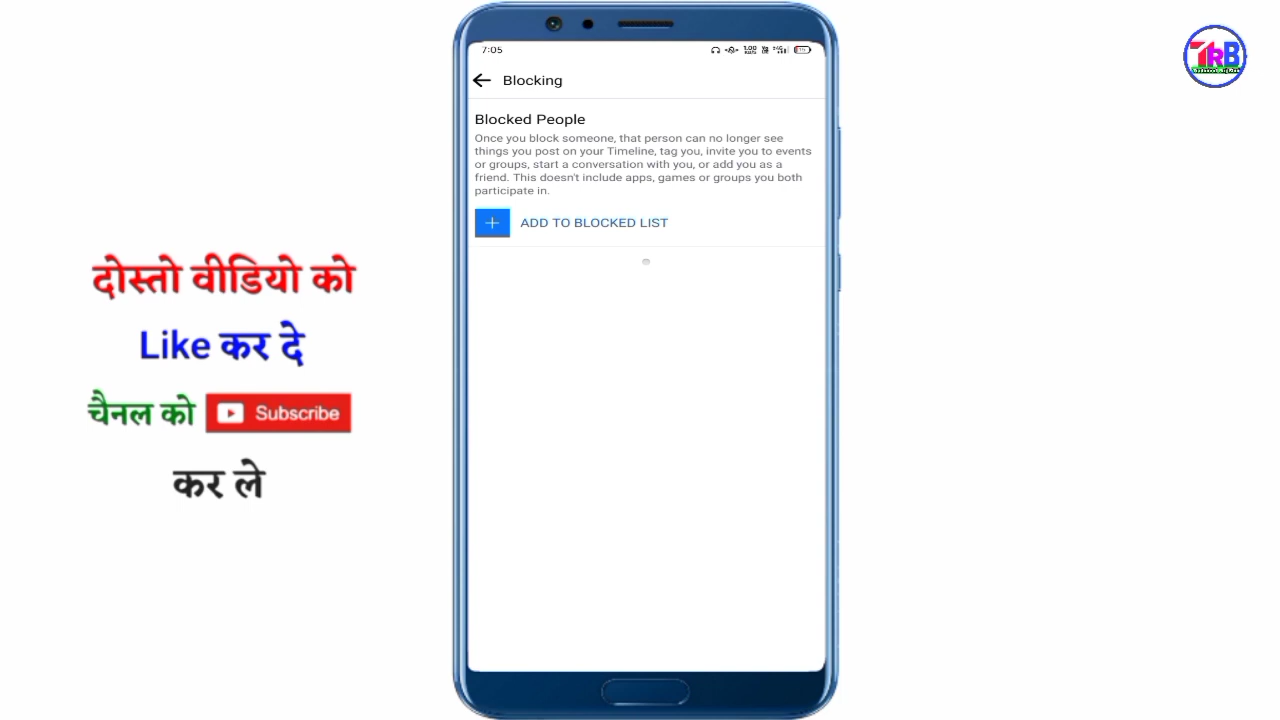 7:05
Blocking
Blocked People
Once you block someone, that person can no longer see
things you post on your Timeline, tag you, invite you to events
or groups, start a conversation with you, or add you as a
friend. This doesn't include apps, games or groups you both
participate in.
+ ADD TO BLOCKED LIST
दोस्तो वीडियो को
Like कर दे
चैनल को Subscribe
कर ले
TRB